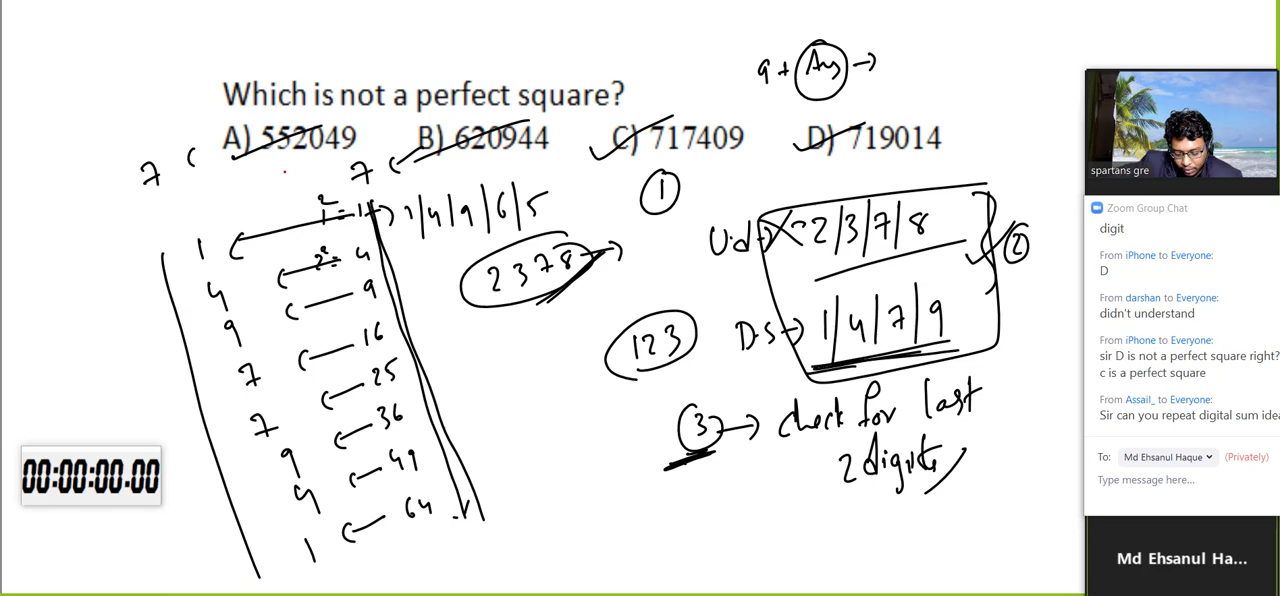 9 + Ans →
Which is not a perfect square?
A) 552049 B) 620944 C) 717409 D) 719014
7 7
1
1² = 1 → 1/4/9/6/5
U.d → 2/3/7/8
2
2 3 7 8 →
1 2² = 4
4 9
9 16
7 25
7 36
9 49
4 64
1
123
D.S → 1/4/7/9
3 → check for last
2 digits
00:00:00.00
spartans gre
Zoom Group Chat
digit
From iPhone to Everyone:
D
From darshan to Everyone:
didn't understand
From iPhone to Everyone:
sir D is not a perfect square right?
c is a perfect square
From Assail_ to Everyone:
Sir can you repeat digital sum idea
To: Md Ehsanul Haque (Privately)
Type message here...
Md Ehsanul Ha...